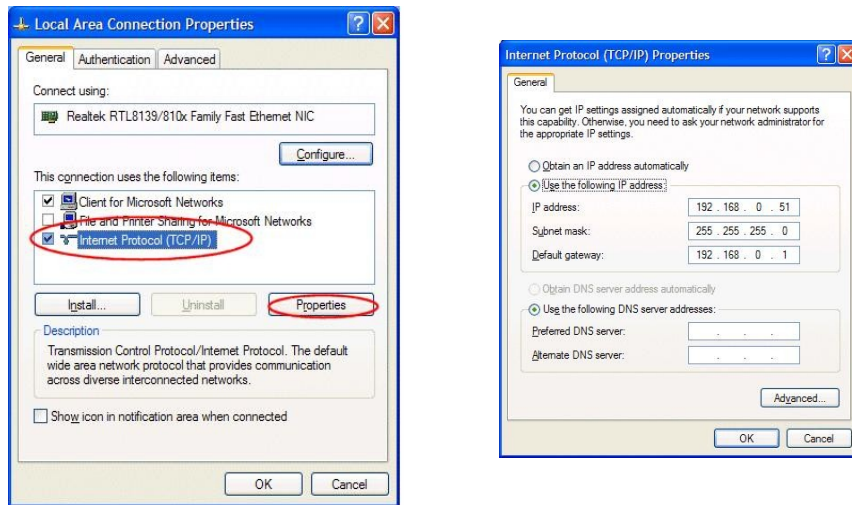 Local Area Connection Properties
General Authentication Advanced
Connect using:
Realtek RTL8139/810x Family Fast Ethernet NIC
Configure...
This connection uses the following items:
Client for Microsoft Networks
File and Printer Sharing for Microsoft Networks
Internet Protocol (TCP/IP)
Install... Uninstall Properties
Description
Transmission Control Protocol/Internet Protocol. The default
wide area network protocol that provides communication
across diverse interconnected networks.
Show icon in notification area when connected
OK Cancel
Internet Protocol (TCP/IP) Properties
General
You can get IP settings assigned automatically if your network supports
this capability. Otherwise, you need to ask your network administrator for
the appropriate IP settings.
Obtain an IP address automatically
Use the following IP address:
IP address: 192 . 168 . 0 . 51
Subnet mask: 255 . 255 . 255 . 0
Default gateway: 192 . 168 . 0 . 1
Obtain DNS server address automatically
Use the following DNS server addresses:
Preferred DNS server: . . .
Alternate DNS server: . . .
Advanced...
OK Cancel